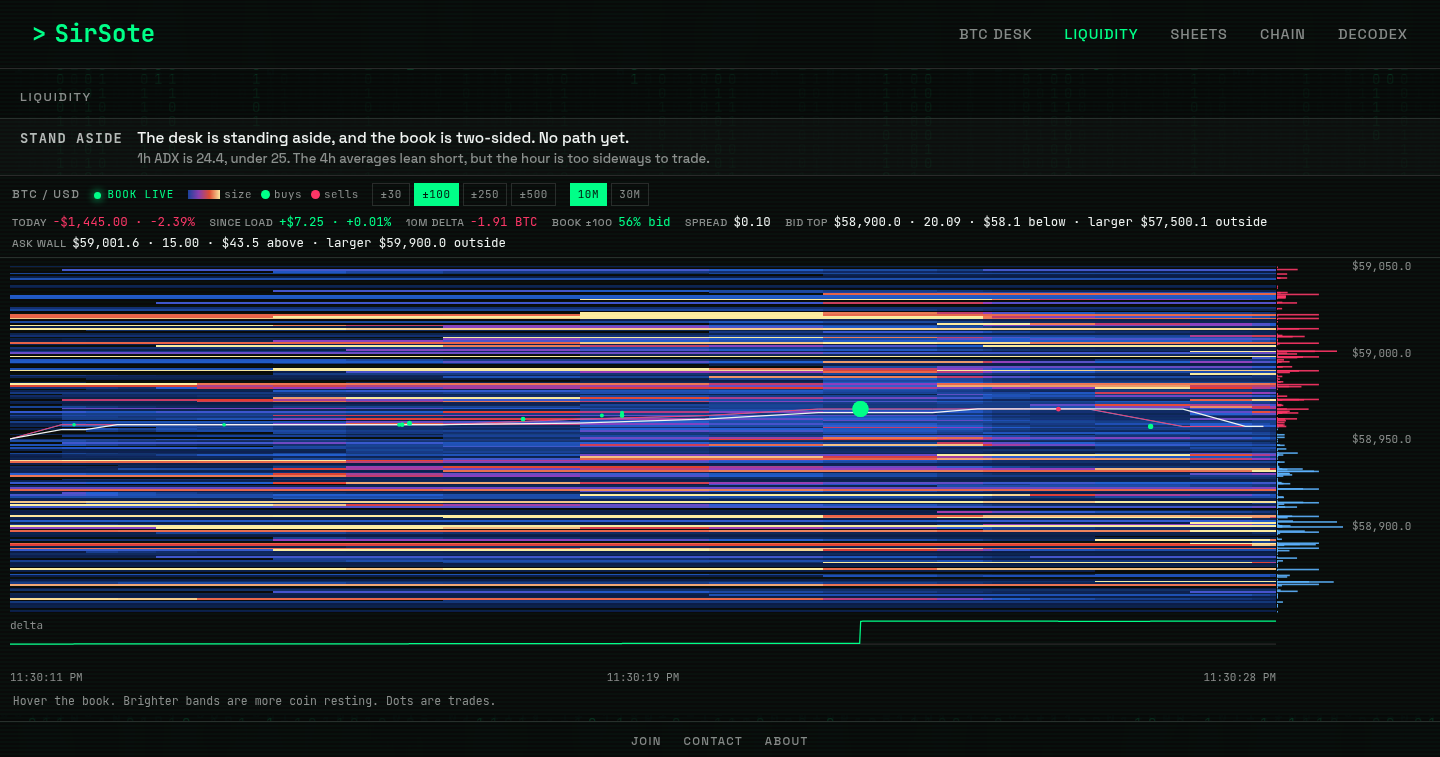 > SirSote
BTC DESK LIQUIDITY SHEETS CHAIN DECODEX
LIQUIDITY
STAND ASIDE The desk is standing aside, and the book is two-sided. No path yet.
1h ADX is 24.4, under 25. The 4h averages lean short, but the hour is too sideways to trade.
BTC / USD BOOK LIVE size buys sells ±30 ±100 ±250 ±500 10M 30M
TODAY -$1,445.00 · -2.39% SINCE LOAD +$7.25 · +0.01% 10M DELTA -1.91 BTC BOOK ±100 56% bid SPREAD $0.10 BID TOP $58,900.0 · 20.09 · $58.1 below · larger $57,500.1 outside
ASK WALL $59,001.6 · 15.00 · $43.5 above · larger $59,900.0 outside
$59,050.0
$59,000.0
$58,950.0
$58,900.0
delta
11:30:11 PM 11:30:19 PM 11:30:28 PM
Hover the book. Brighter bands are more coin resting. Dots are trades.
JOIN CONTACT ABOUT